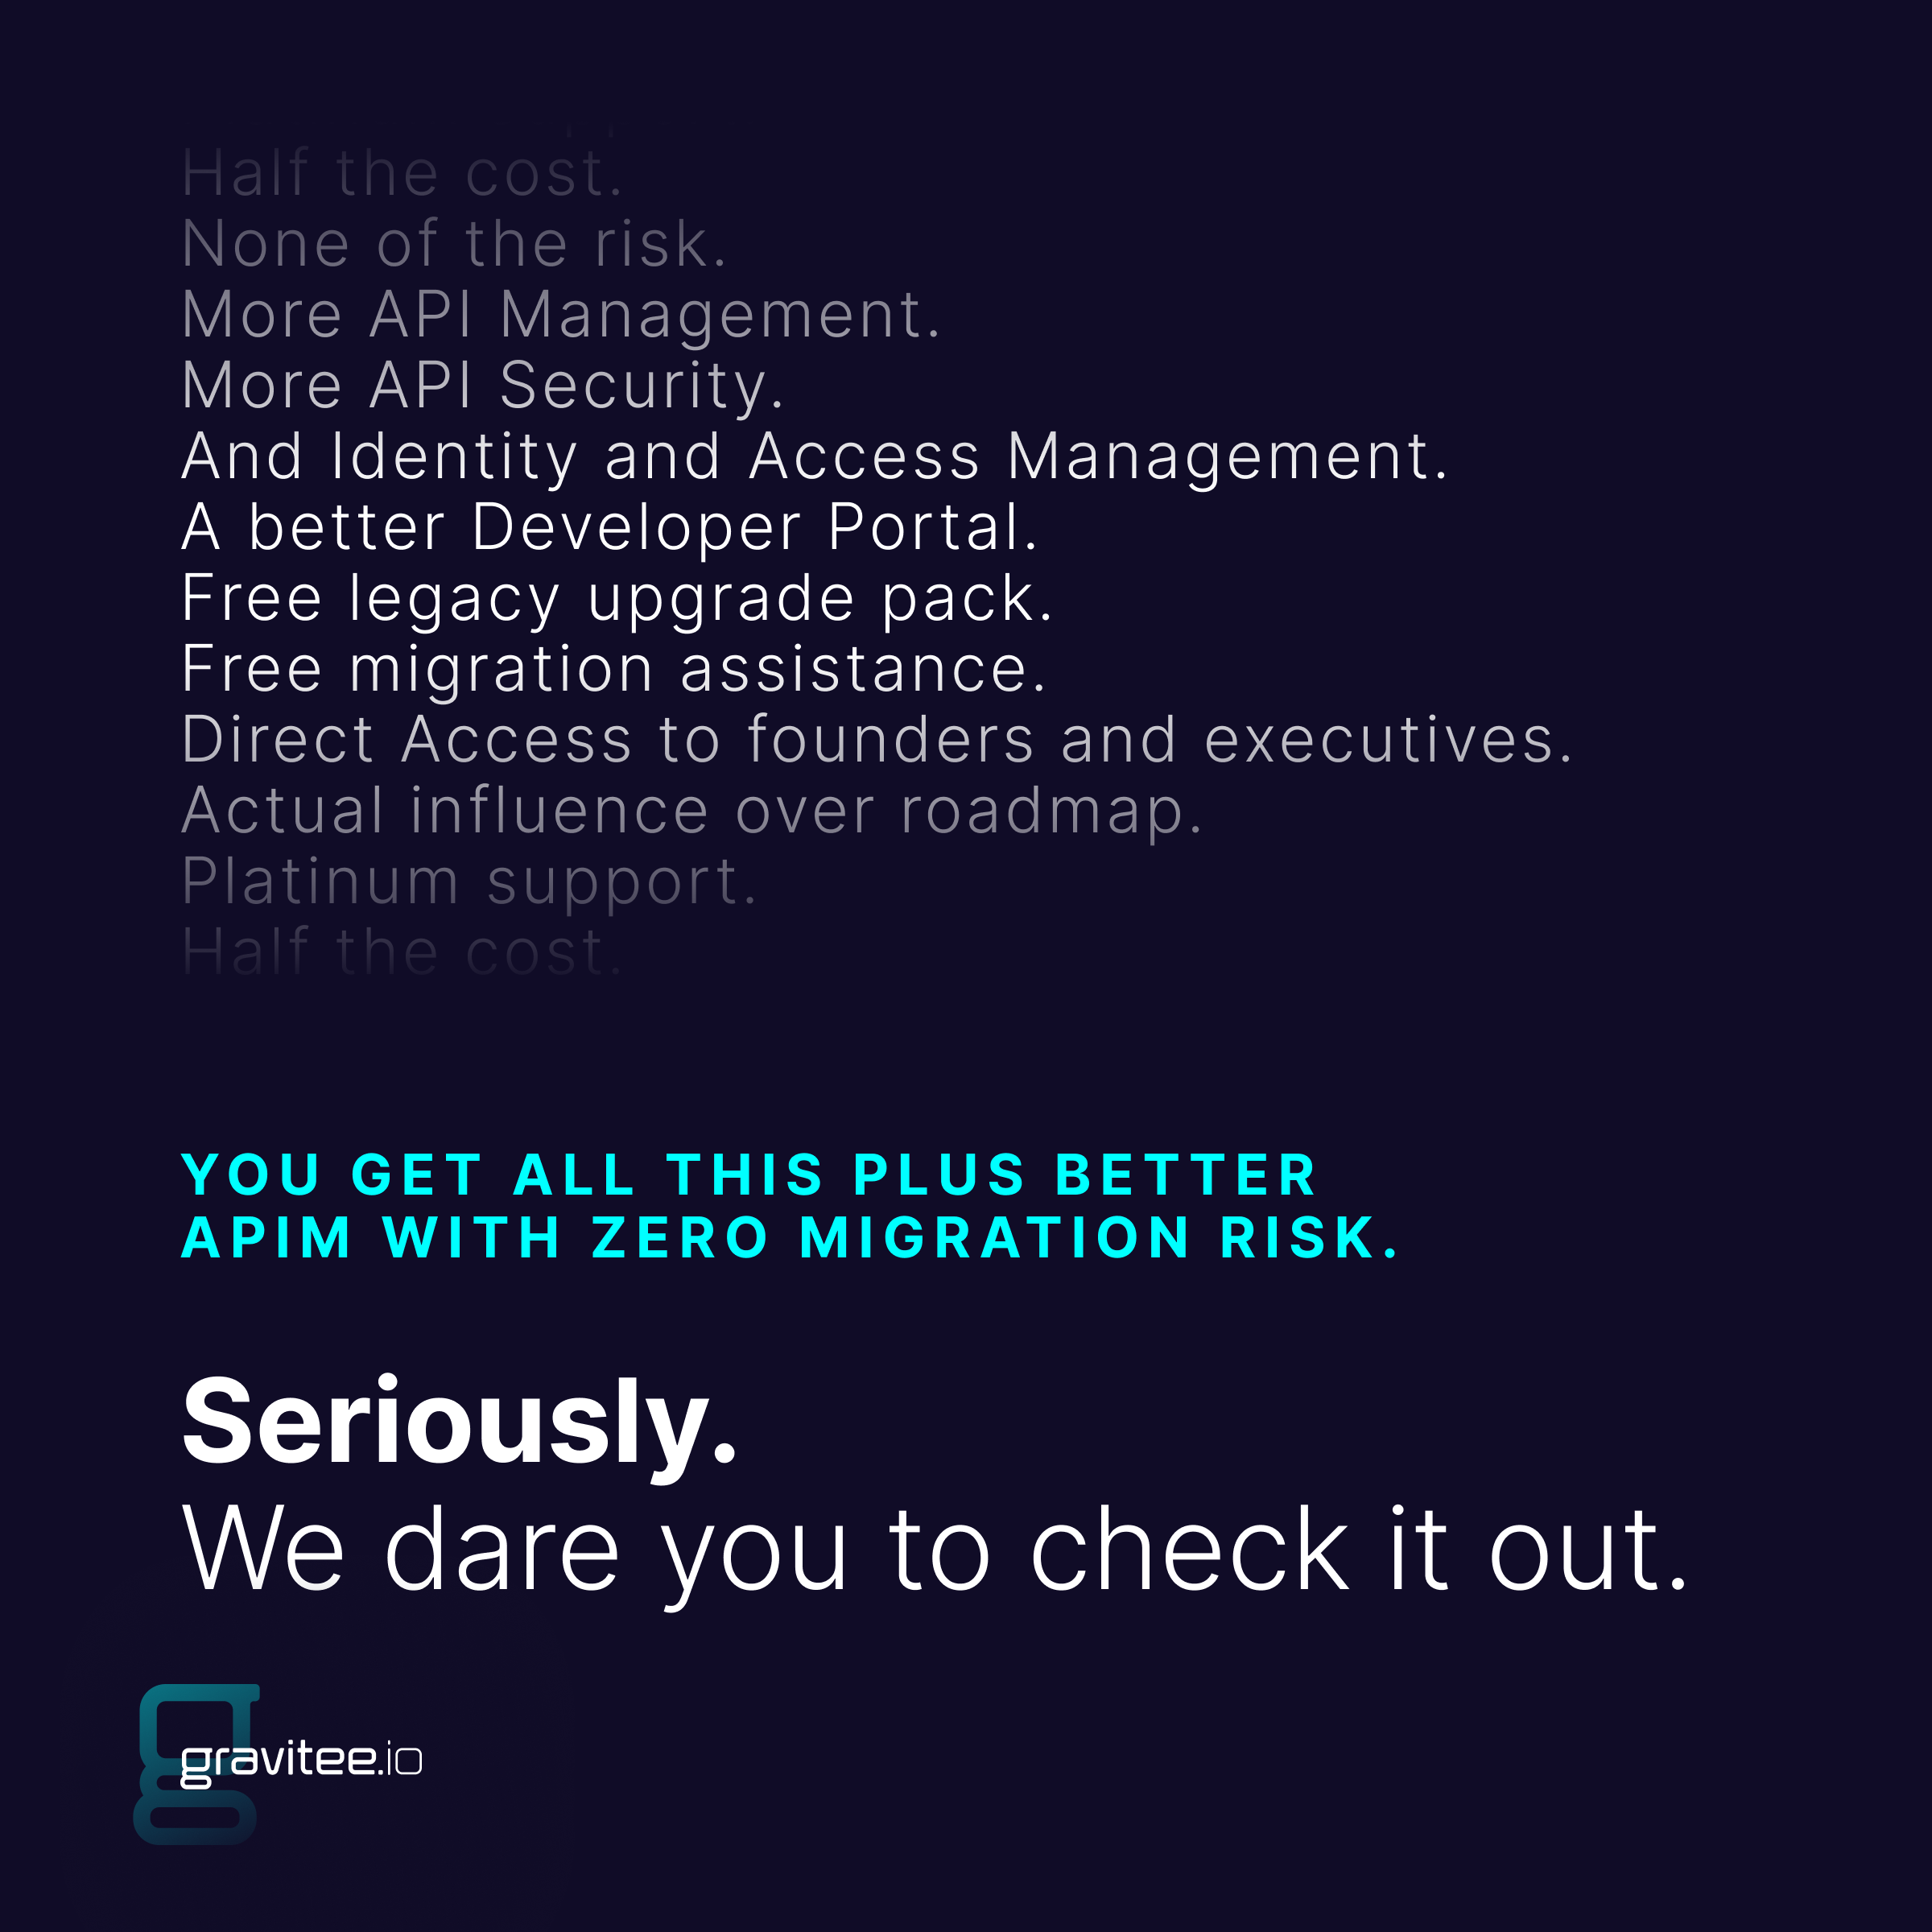 Half the cost.
None of the risk.
More API Management.
More API Security.
And Identity and Access Management.
A better Developer Portal.
Free legacy upgrade pack.
Free migration assistance.
Direct Access to founders and executives.
Actual influence over roadmap.
Platinum support.
Half the cost.
YOU GET ALL THIS PLUS BETTER
APIM WITH ZERO MIGRATION RISK.
Seriously.
We dare you to check it out.
gravitee.io